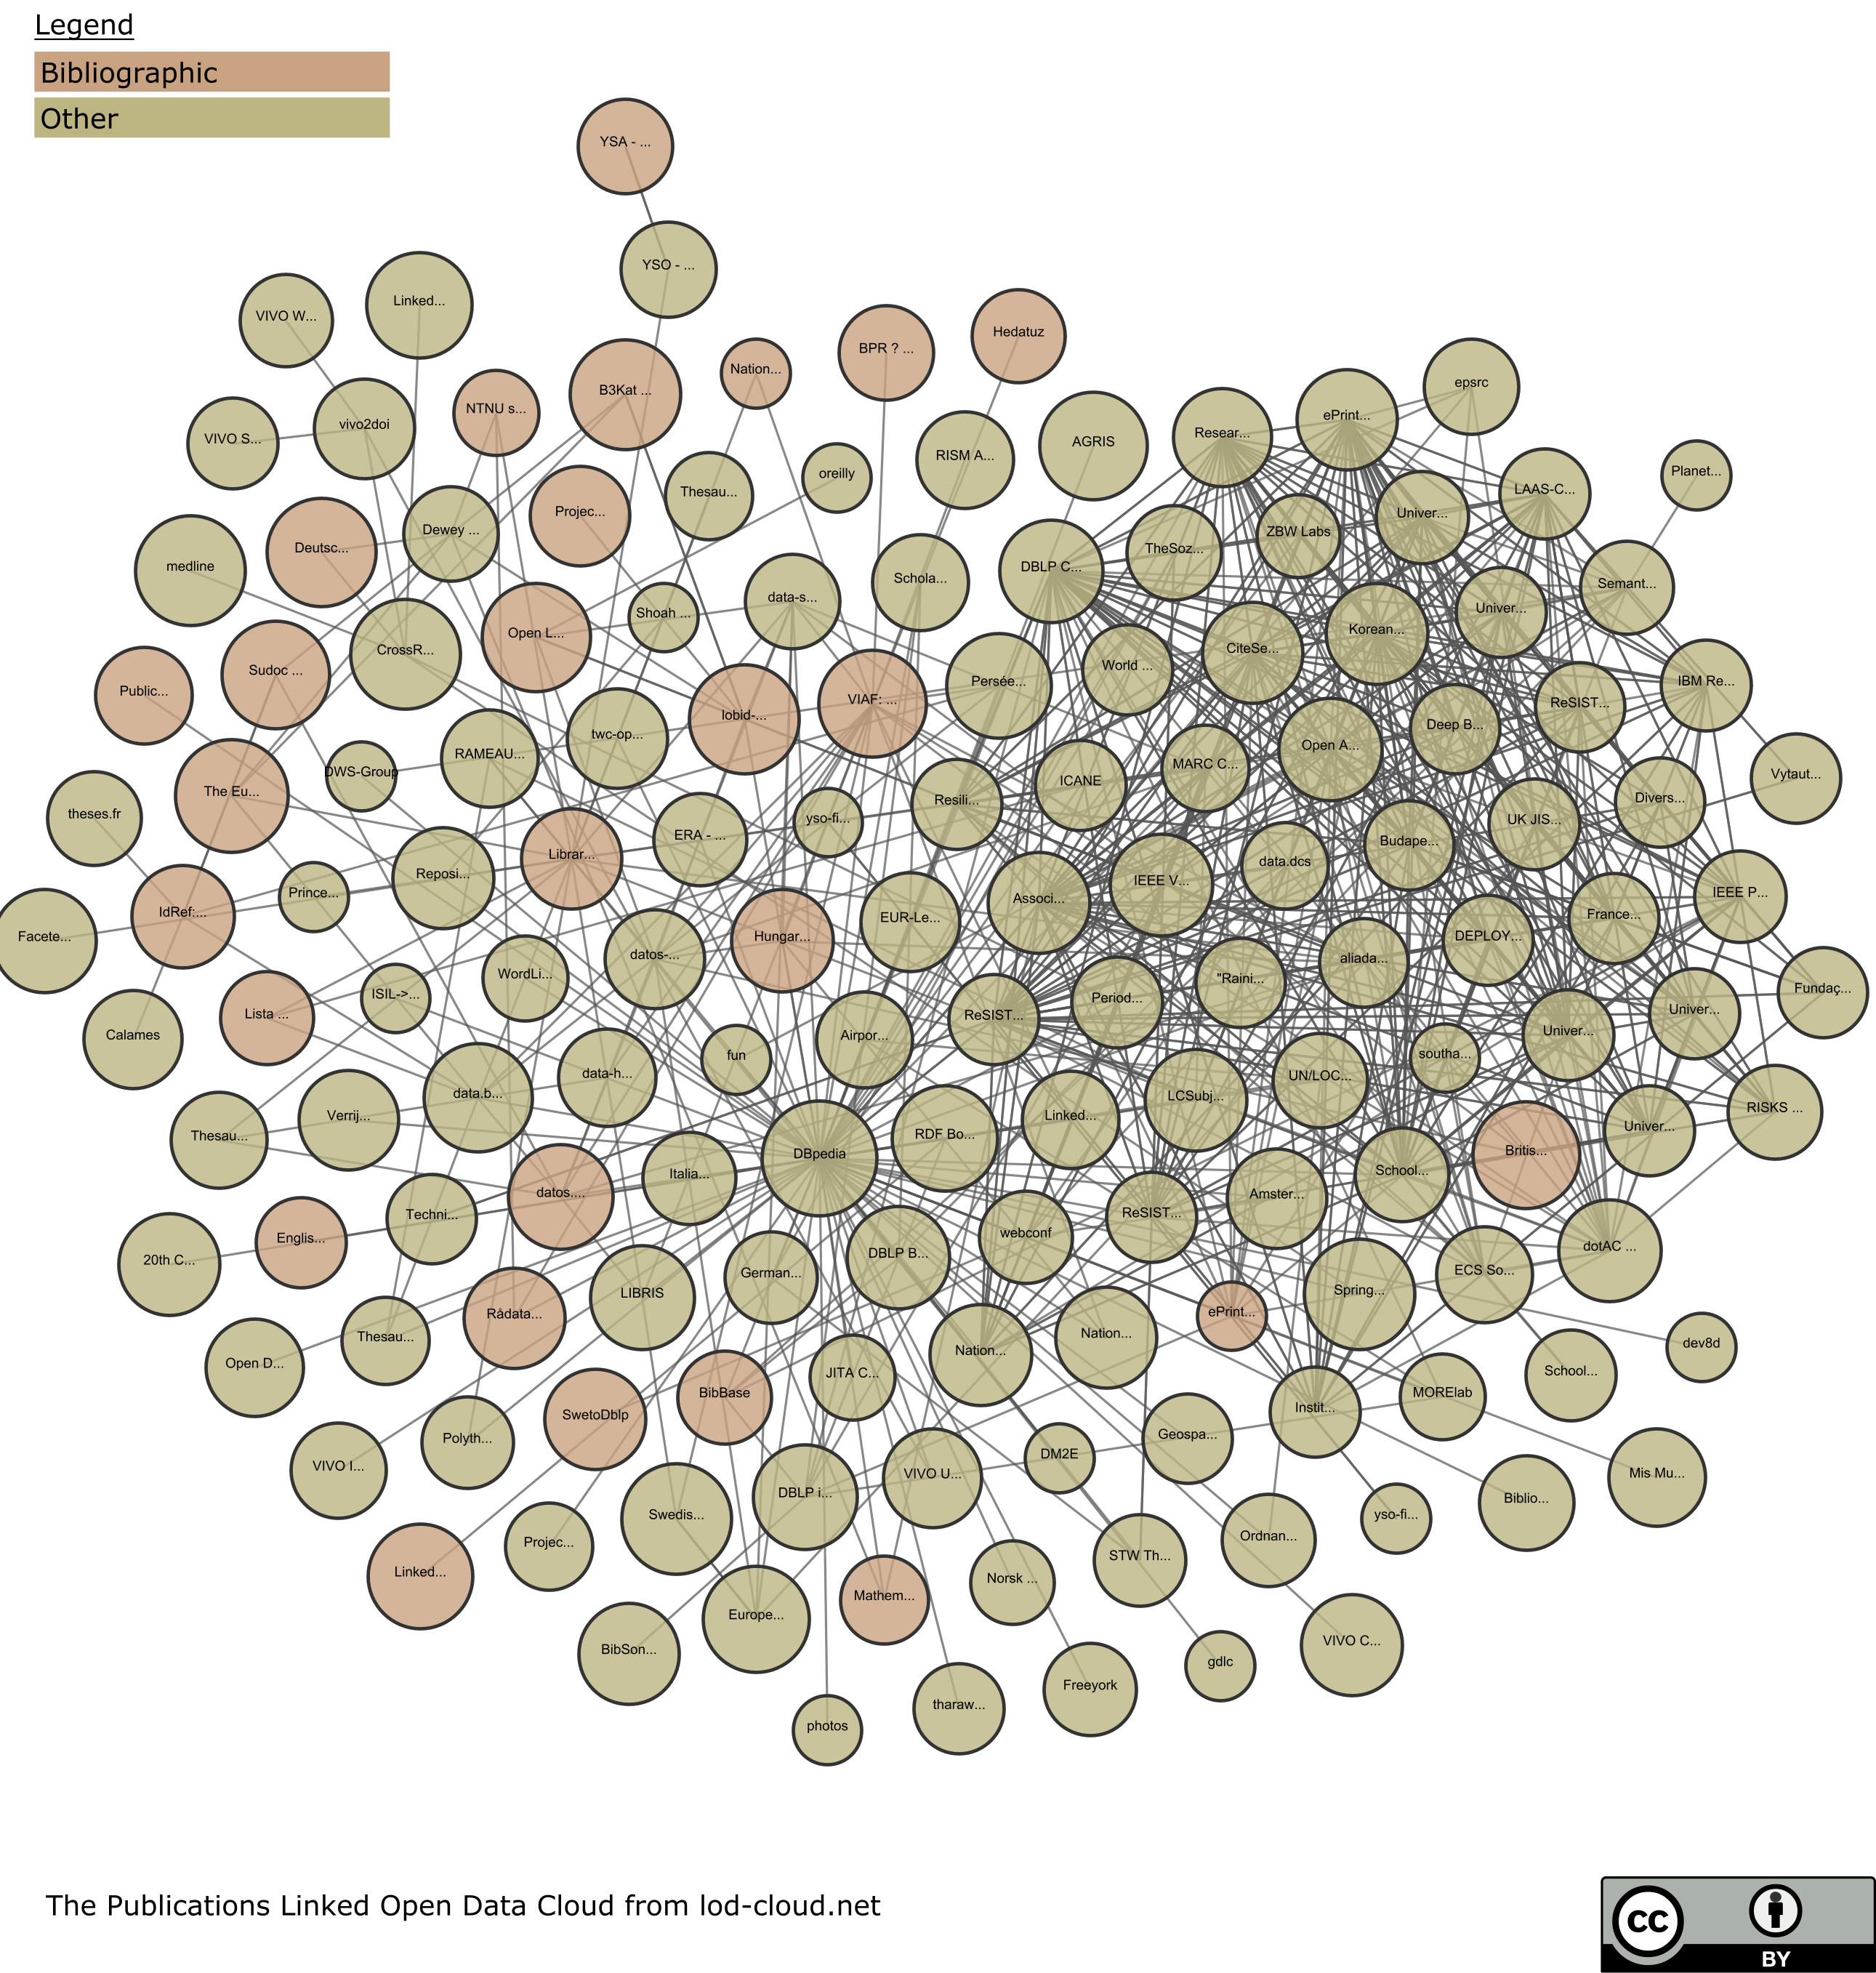 Legend
Bibliographic
Other
YSA - ...
YSO - ...
Linked...
VIVO W...
Hedatuz
BPR ? ...
Nation...
B3Kat ...
epsrc
ePrint...
NTNU s...
vivo2doi
VIVO S...
Resear...
AGRIS
RISM A...
oreilly
Planet...
LAAS-C...
Thesau...
Projec...
Univer...
Dewey ...
ZBW Labs
Deutsc...
TheSoz...
medline
DBLP C...
Schola...
Semant...
data-s...
Shoah ...
Univer...
Open L...
Korean...
CrossR...
CiteSe...
World ...
Sudoc ...
Persée...
IBM Re...
Public...
VIAF: ...
ReSIST...
lobid-...
Deep B...
twc-op...
Open A...
RAMEAU...
MARC C...
DWS-Group
Vytaut...
ICANE
The Eu...
Resili...
Divers...
theses.fr
yso-fi...
UK JIS...
ERA - ...
Budape...
Librar...
data.dcs
Reposi...
IEEE V...
Prince...
IEEE P...
Associ...
IdRef:...
France...
EUR-Le...
Facete...
Hungar...
DEPLOY...
datos-...
aliada...
WordLi...
"Raini...
Fundaç...
ISIL->...
Period...
Lista ...
ReSIST...
Univer...
Calames
Airpor...
Univer...
southa...
fun
data-h...
UN/LOC...
data.b...
LCSubj...
RISKS ...
Verrij...
Linked...
Univer...
Thesau...
RDF Bo...
DBpedia
Britis...
School...
Italia...
datos....
Amster...
Techni...
ReSIST...
Englis...
webconf
20th C...
DBLP B...
dotAC ...
German...
ECS So...
LIBRIS
Spring...
Rådata...
ePrint...
Thesau...
Nation...
dev8d
Nation...
Open D...
JITA C...
School...
BibBase
MORElab
Instit...
SwetoDblp
Geospa...
Polyth...
DM2E
VIVO I...
VIVO U...
Mis Mu...
DBLP i...
Biblio...
Swedis...
yso-fi...
Ordnan...
Projec...
STW Th...
Linked...
Norsk ...
Mathem...
Europe...
VIVO C...
BibSon...
gdlc
Freeyork
tharaw...
photos
The Publications Linked Open Data Cloud from lod-cloud.net
CC
BY